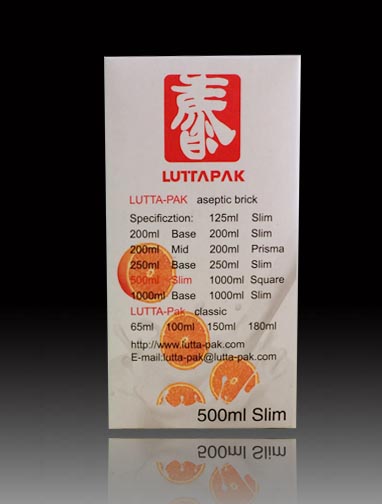 LUTTAPAK
LUTTA-PAK aseptic brick
Specificztion: 125ml Slim
200ml Base 200ml Slim
200ml Mid 200ml Prisma
250ml Base 250ml Slim
500ml Slim 1000ml Square
1000ml Base 1000ml Slim
LUTTA-Pak classic
65ml 100ml 150ml 180ml
http://www.lutta-pak.com
E-mail:lutta-pak@lutta-pak.com
500ml Slim